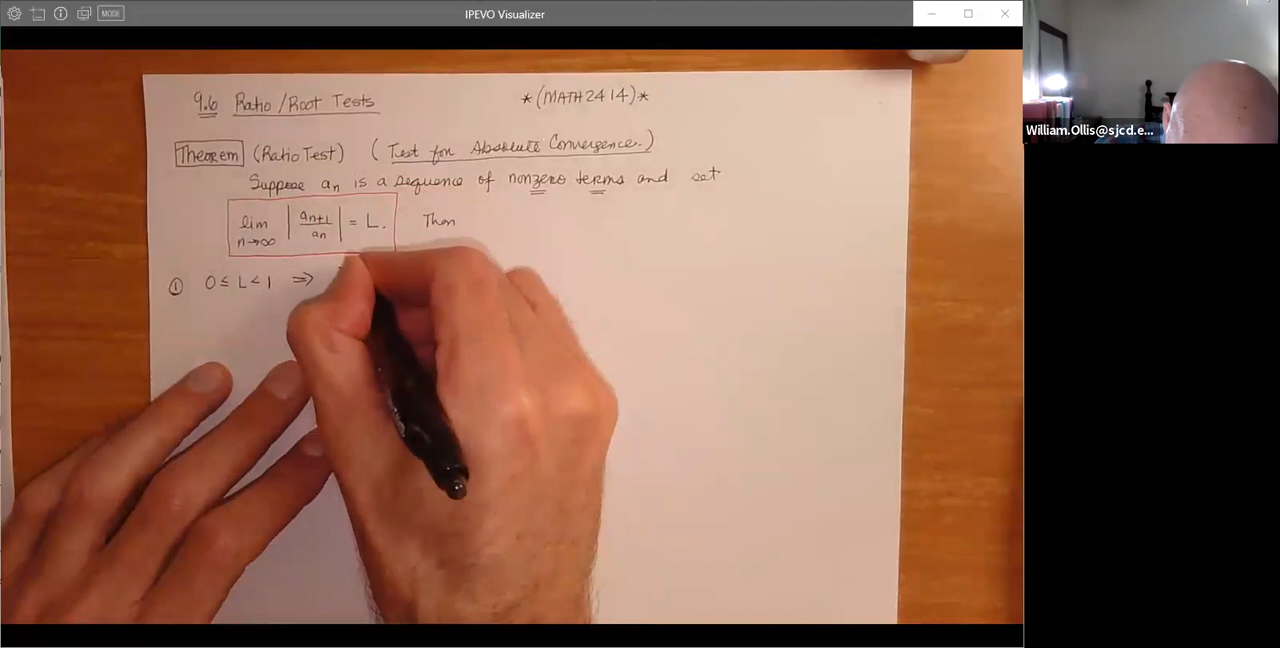 IPEVO Visualizer
MODE
9.6 Ratio/Root Tests *(MATH 2414)*
Theorem (Ratio Test) (Test for Absolute Convergence.)
Suppose an is a sequence of nonzero terms and set
lim n→∞ | an+1 / an | = L. Then
① 0 ≤ L < 1 ⇒
William.Ollis@sjcd.e...